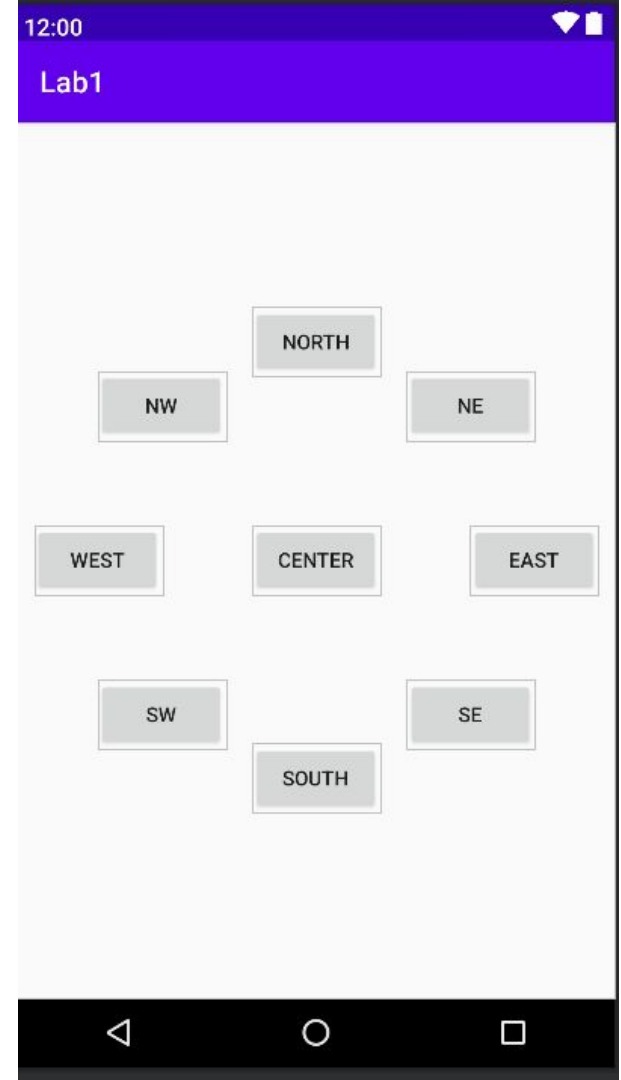 12:00
Lab1
NORTH
NW NE
WEST CENTER EAST
SW SE
SOUTH